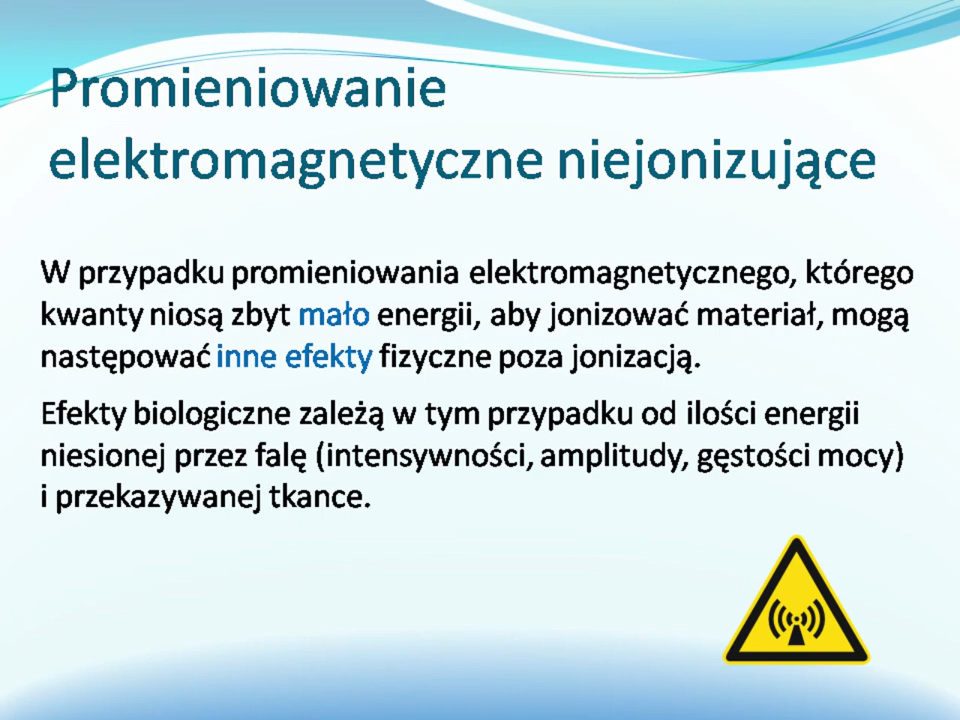 Promieniowanie
elektromagnetyczne niejonizujące
W przypadku promieniowania elektromagnetycznego, którego
kwanty niosą zbyt mało energii, aby jonizować materiał, mogą
następować inne efekty fizyczne poza jonizacją.
Efekty biologiczne zależą w tym przypadku od ilości energii
niesionej przez falę (intensywności, amplitudy, gęstości mocy)
i przekazywanej tkance.